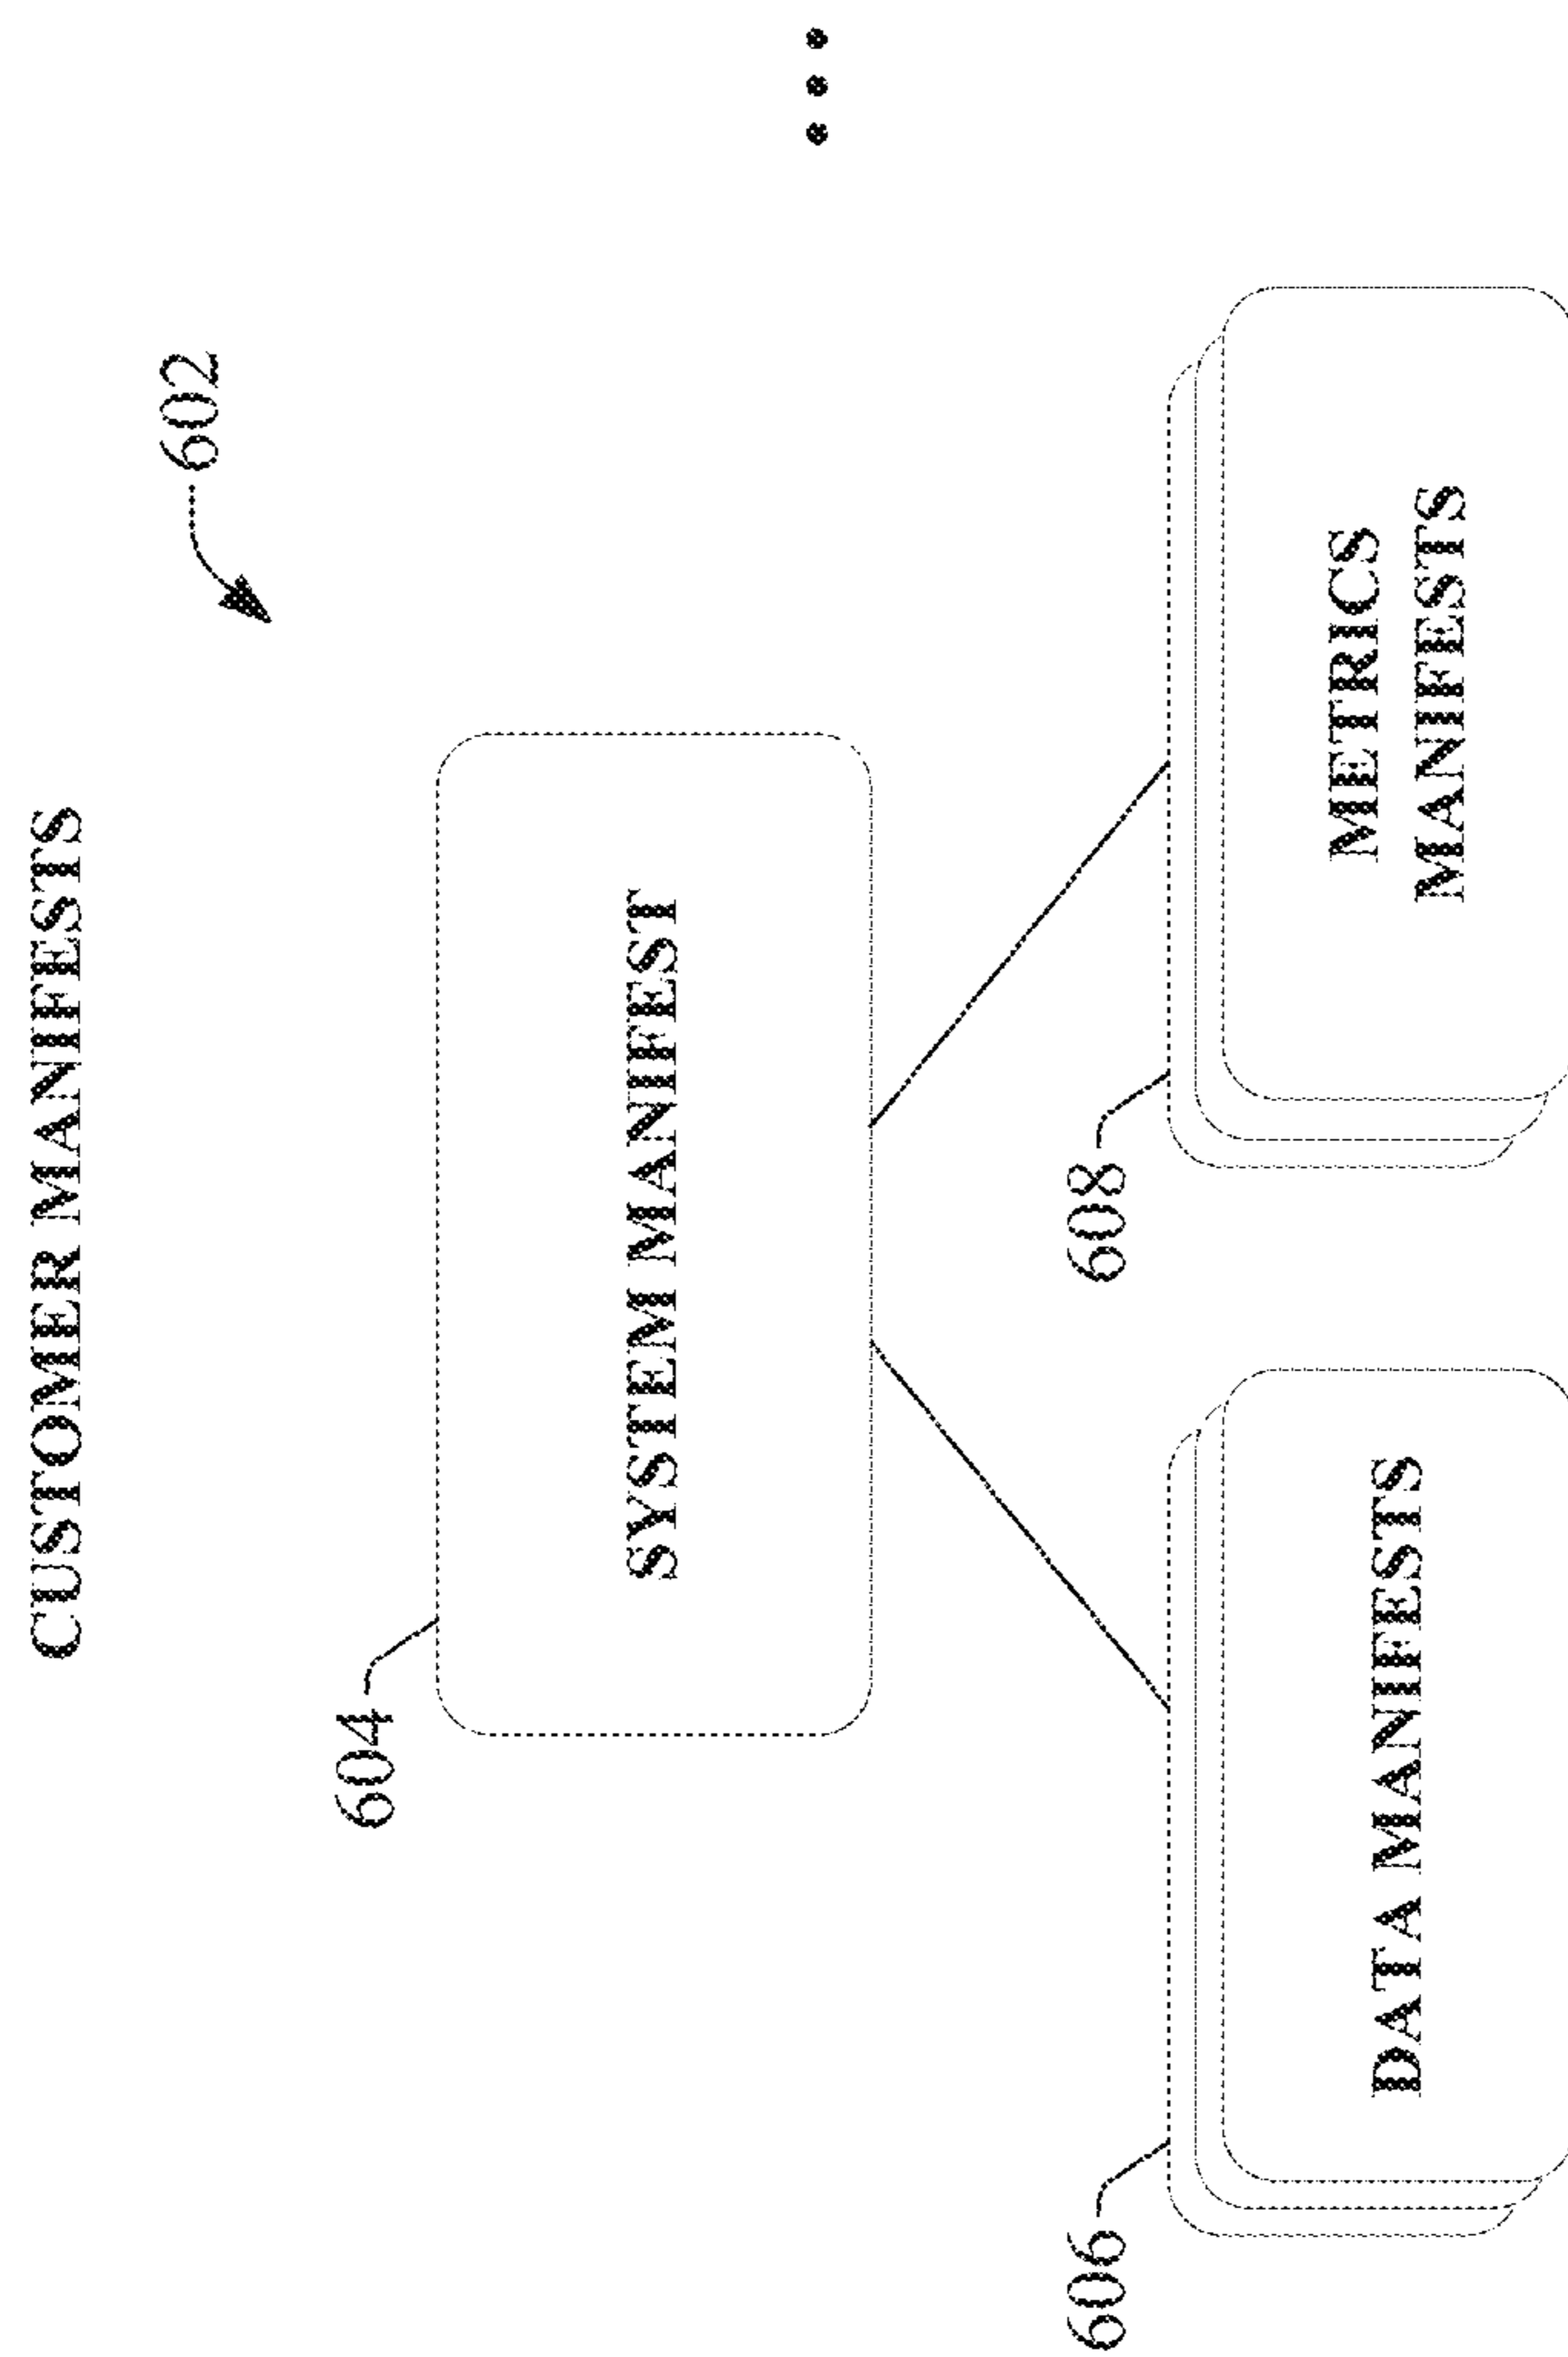 CUSTOMER MANIFESTS
602
604
SYSTEM MANIFEST
606
DATA MANIFESTS
608
METRICS
MANIFESTS